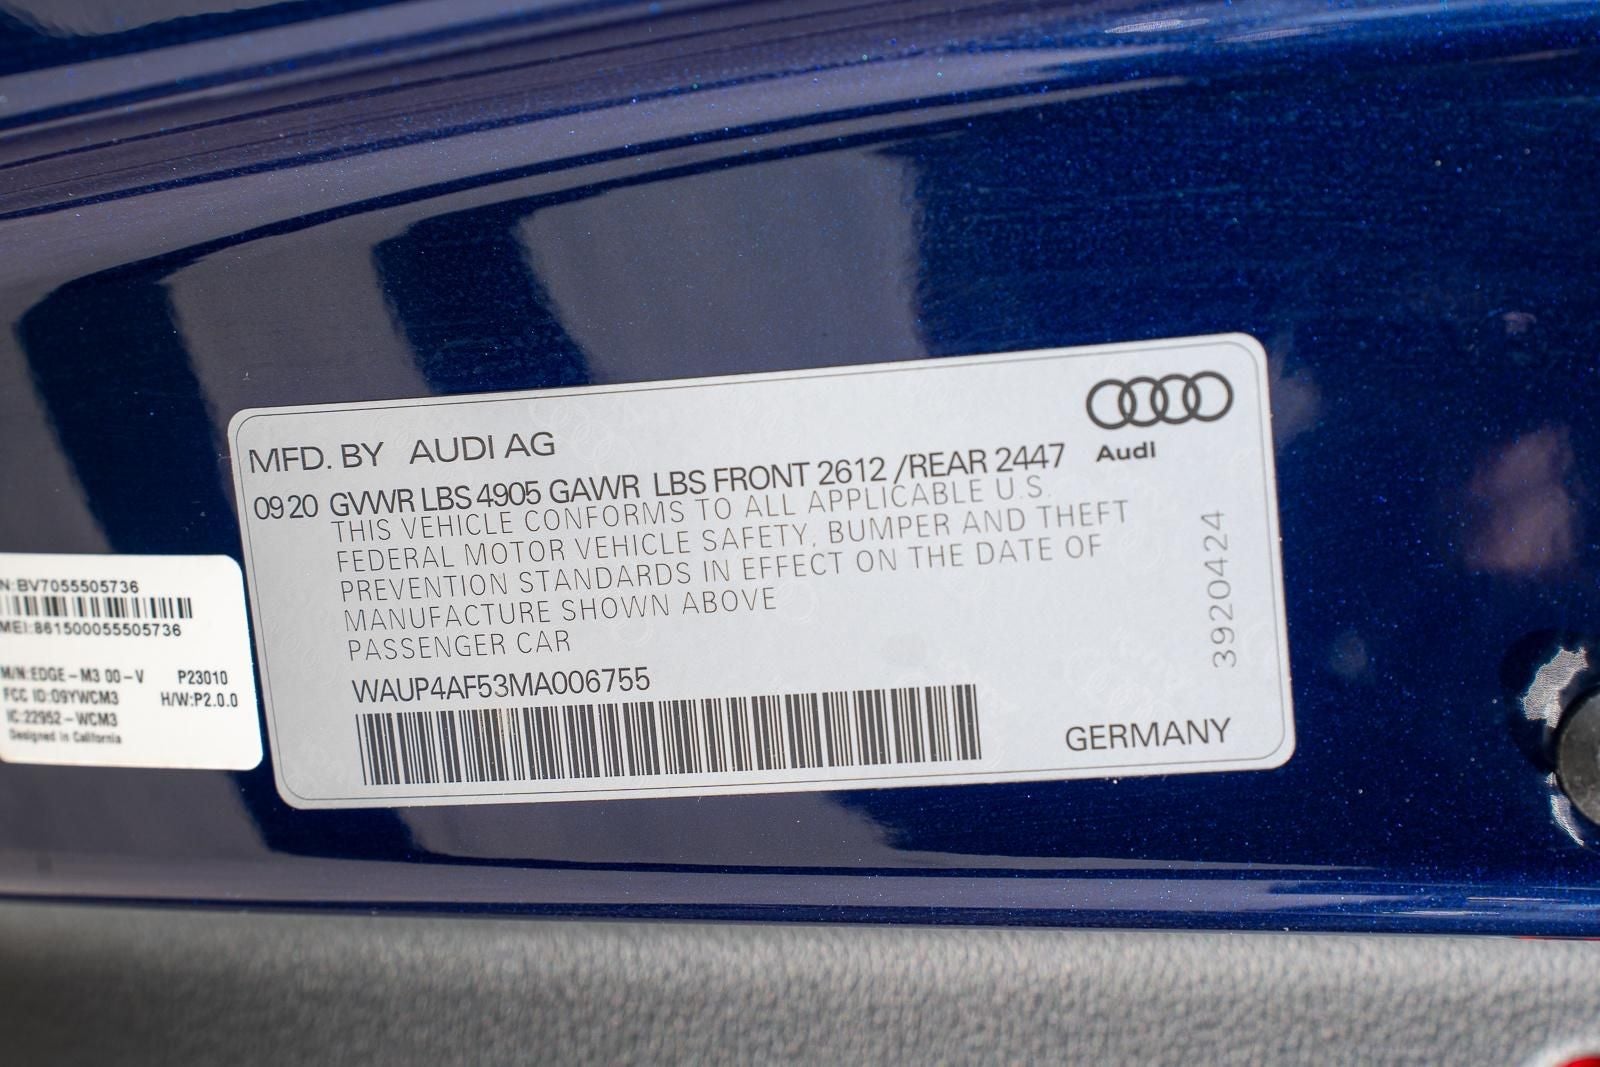 MFD. BY AUDI AG
09 20 GVWR LBS 4905 GAWR LBS FRONT 2612 /REAR 2447
THIS VEHICLE CONFORMS TO ALL APPLICABLE U.S.
FEDERAL MOTOR VEHICLE SAFETY, BUMPER AND THEFT
PREVENTION STANDARDS IN EFFECT ON THE DATE OF
MANUFACTURE SHOWN ABOVE
PASSENGER CAR
WAUP4AF53MA006755
GERMANY
Audi
3920424
N:BV7055505736
MEI:861500055505736
M/N:EDGE-M3 00-V P23010
FCC ID:09YWCM3 H/W:P2.0.0
IC:22952-WCM3
Designed in California